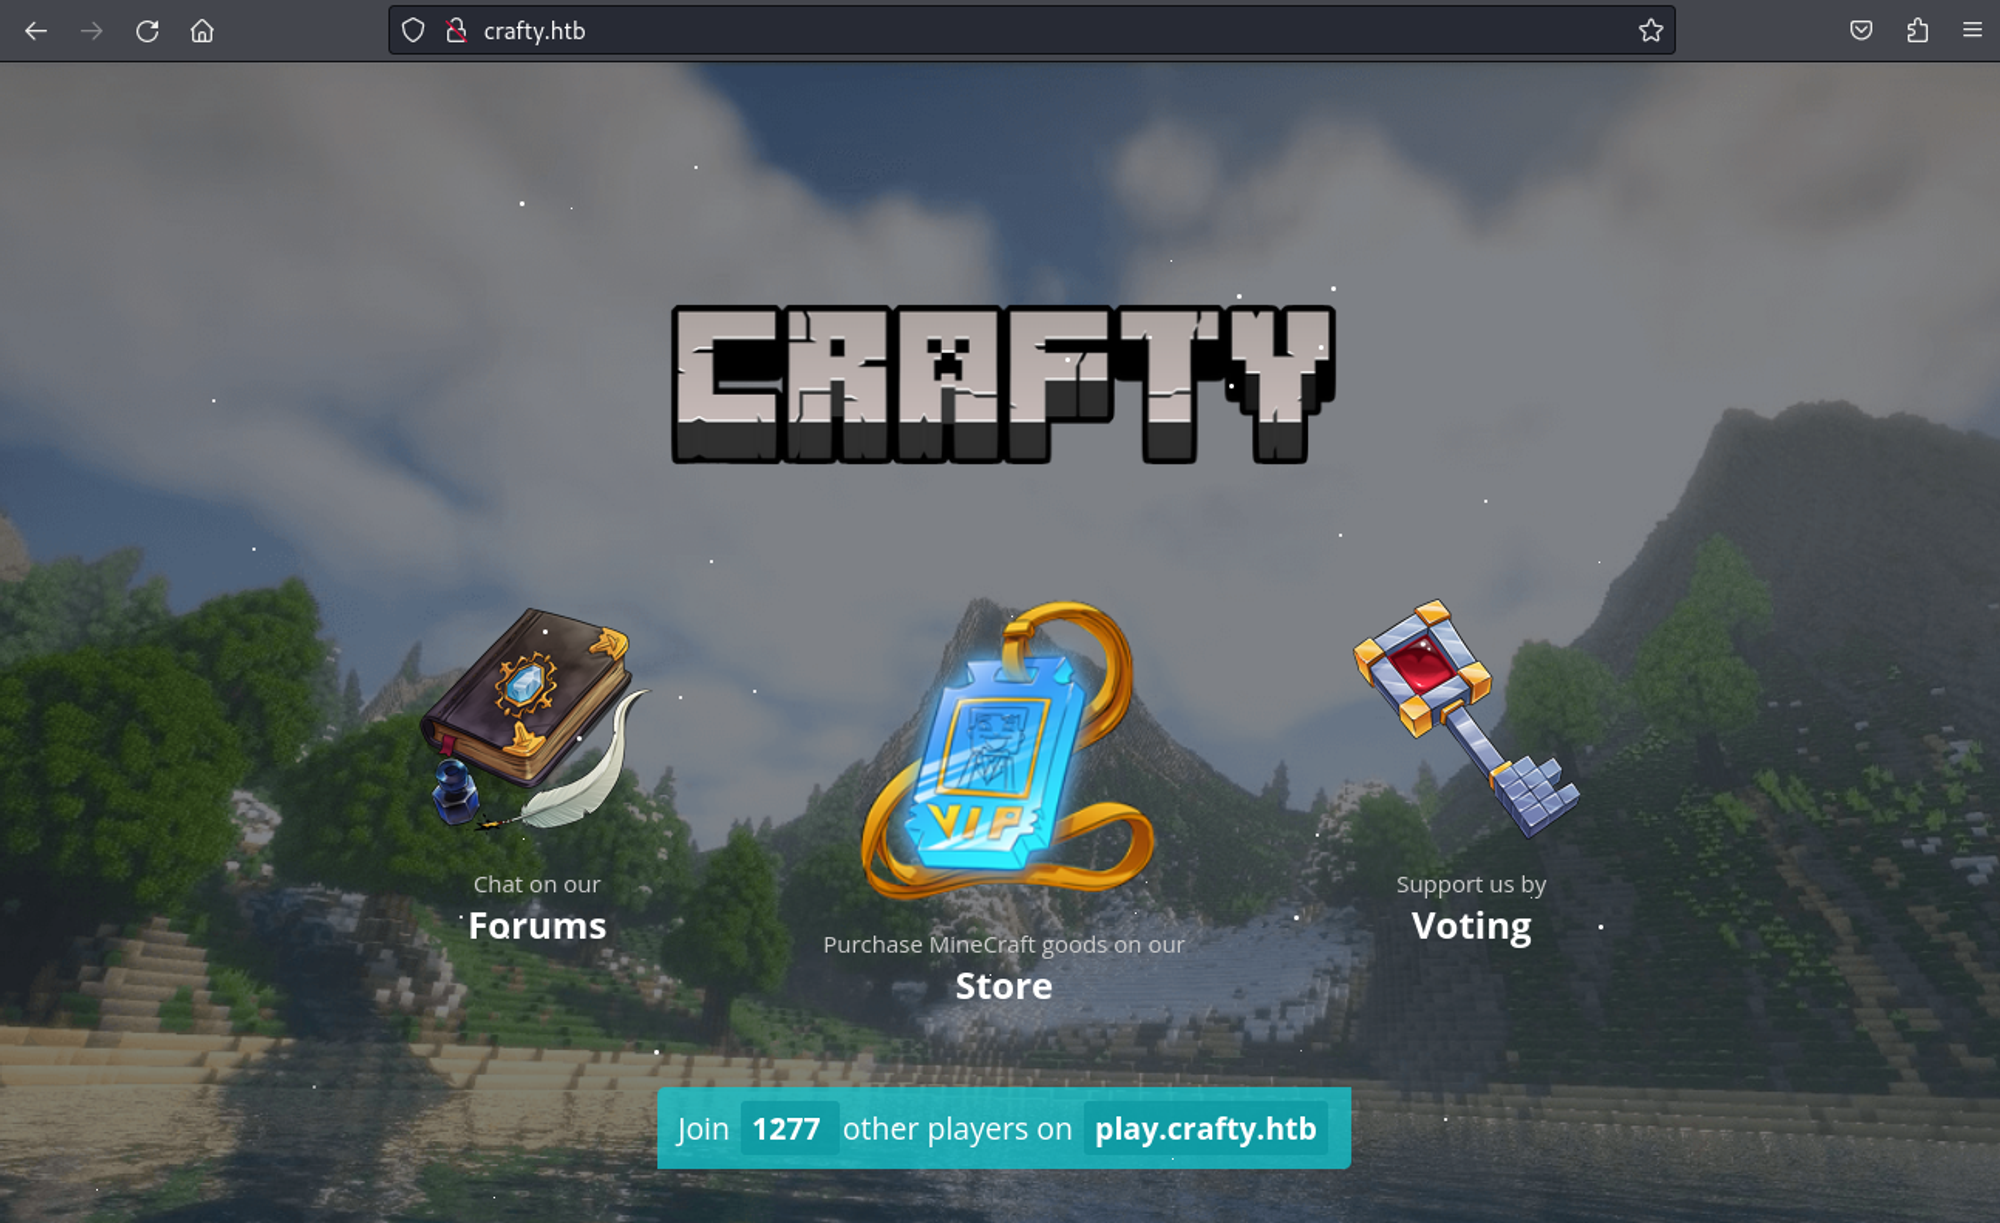 crafty.htb
CRAFTY
VIP
Chat on our
Forums
Purchase MineCraft goods on our
Store
Support us by
Voting
Join 1277 other players on play.crafty.htb